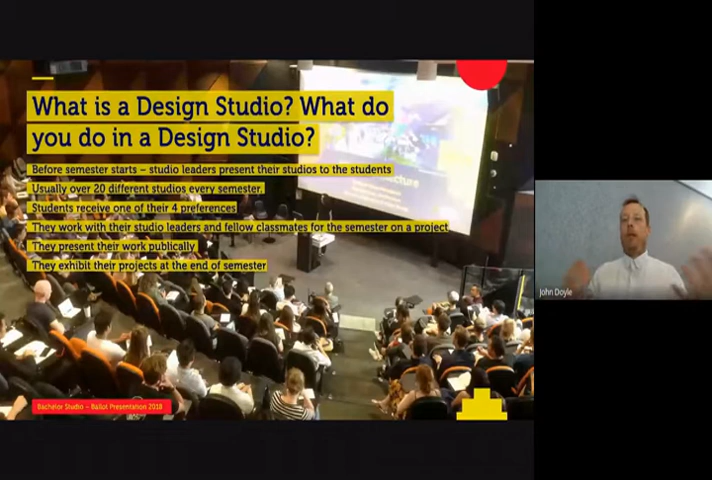 What is a Design Studio? What do
you do in a Design Studio?
Before semester starts – studio leaders present their studios to the students
Usually over 20 different studios every semester.
Students receive one of their 4 preferences
They work with their studio leaders and fellow classmates for the semester on a project
They present their work publically
They exhibit their projects at the end of semester
Bachelor Studio – Ballot Presentation 2018
John Doyle